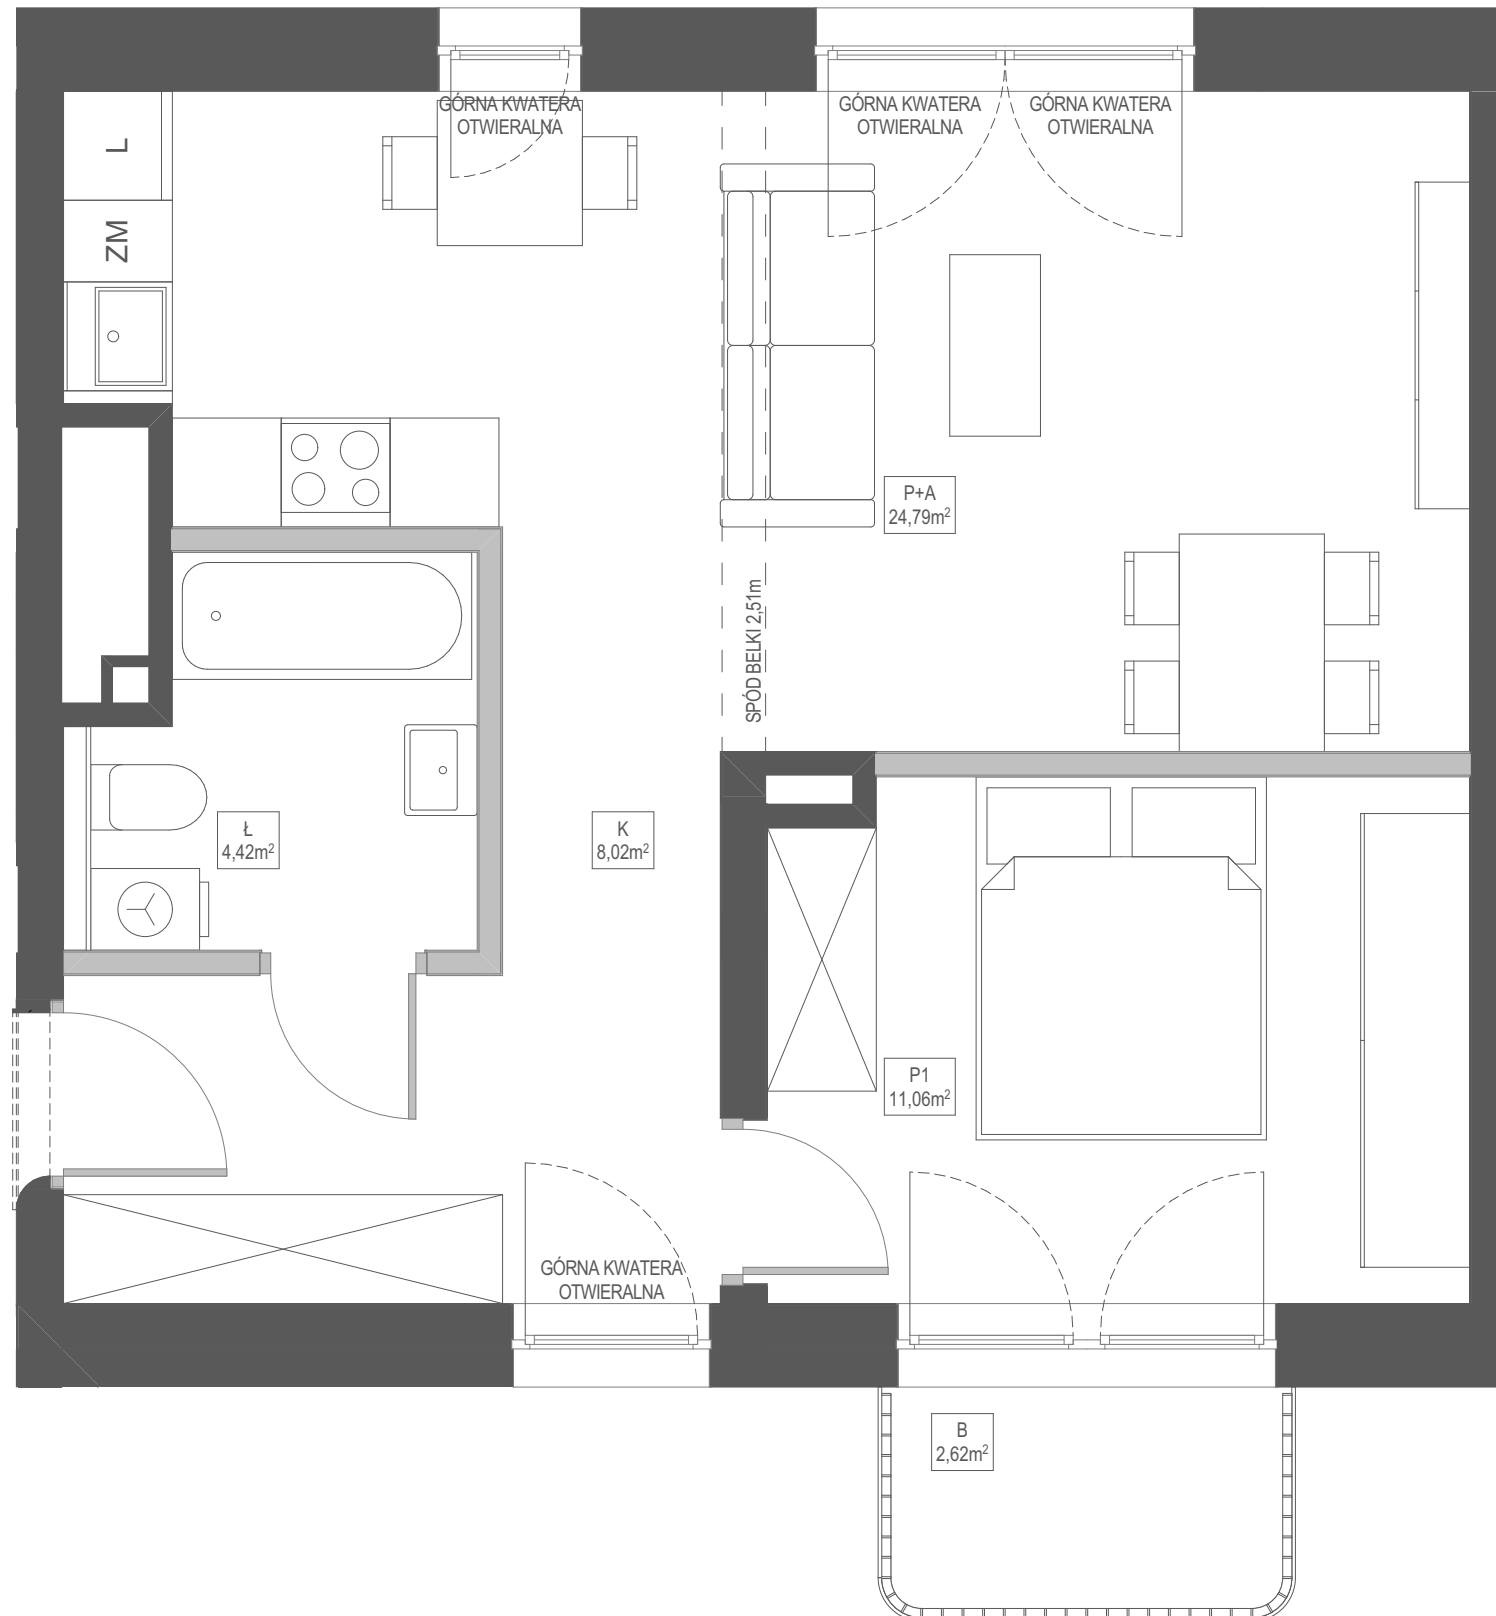 GÓRNA KWATERA
OTWIERALNA
GÓRNA KWATERA
OTWIERALNA
GÓRNA KWATERA
OTWIERALNA
L
ZM
P+A
24,79m²
SPÓD BELKI 2,51m
Ł
4,42m²
K
8,02m²
P1
11,06m²
GÓRNA KWATERA
OTWIERALNA
B
2,62m²